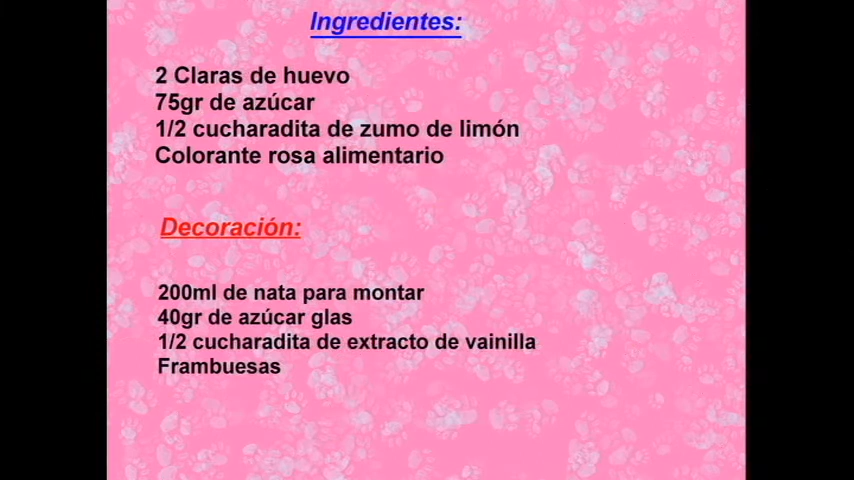 Ingredientes:
2 Claras de huevo
75gr de azúcar
1/2 cucharadita de zumo de limón
Colorante rosa alimentario
Decoración:
200ml de nata para montar
40gr de azúcar glas
1/2 cucharadita de extracto de vainilla
Frambuesas